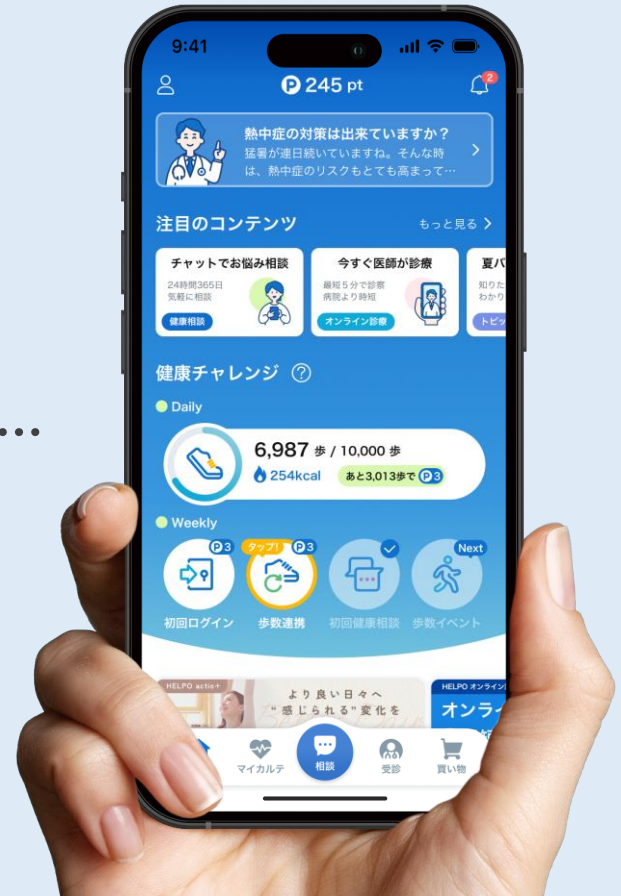 9:41
P 245 pt
2
熱中症の対策は出来ていますか？
猛暑が連日続いていますね。そんな時
は、熱中症のリスクもとても高まって…
注目のコンテンツ
もっと見る
チャットでお悩み相談
24時間365日
気軽に相談
健康相談
今すぐ医師が診療
最短5分で診察
病院より時短
オンライン診療
夏バ
知りた
わかり
トピッ
健康チャレンジ ?
Daily
6,987 歩 / 10,000 歩
254kcal
あと3,013歩で P3
Weekly
P3
タップ! P3
Next
初回ログイン
歩数連携
初回健康相談
歩数イベント
HELPO actio+
より良い日々へ
“感じられる”変化を
HELPO オンライン
オンライ
マイカルテ
相談
受診
買い物